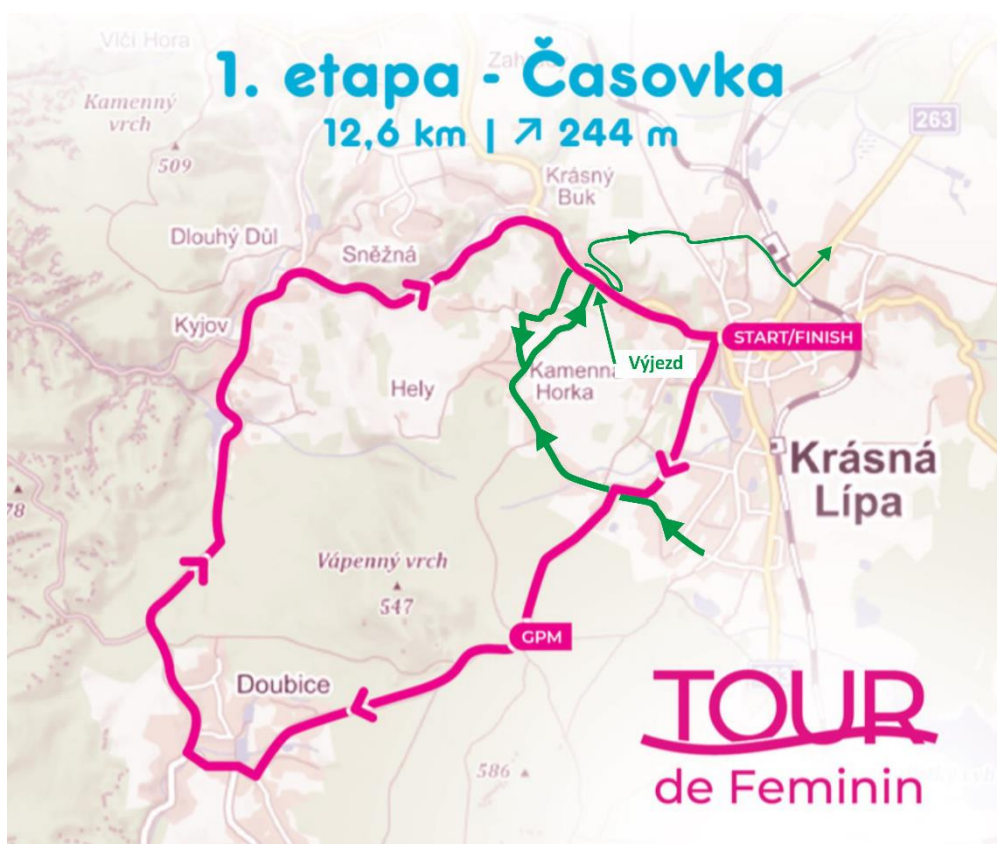 Vlčí Hora
1. etapa - Časovka
12,6 km | ↗ 244 m
Kamenný
vrch
509
263
Krásný
Buk
Dlouhý Důl
Sněžná
Kyjov
START/FINISH
Výjezd
Kamenná
Horka
Hely
Krásná
Lípa
78
Vápenný vrch
547
GPM
Doubice
586
TOUR
de Feminin